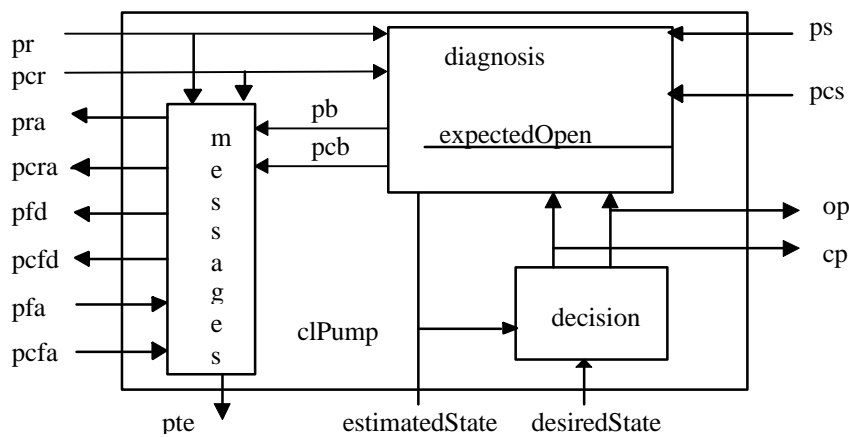 pr
pcr
pra
pcra
pfd
pcfd
pfa
pcfa
messages
pb
pcb
diagnosis
expectedOpen
ps
pcs
op
cp
decision
clPump
pte
estimatedState
desiredState